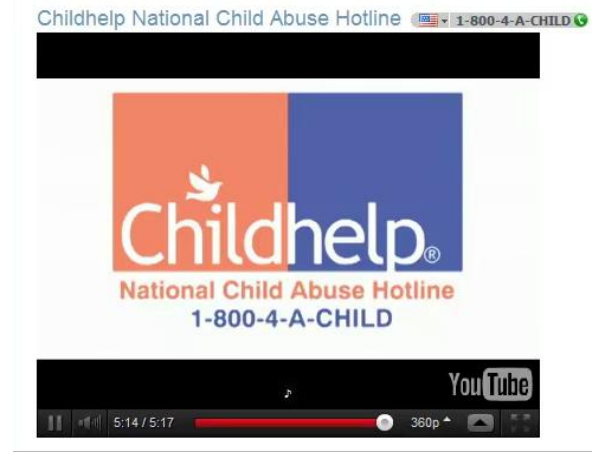 Childhelp National Child Abuse Hotline 1-800-4-A-CHILD
Childhelp®
National Child Abuse Hotline
1-800-4-A-CHILD
YouTube
5:14 / 5:17 360p